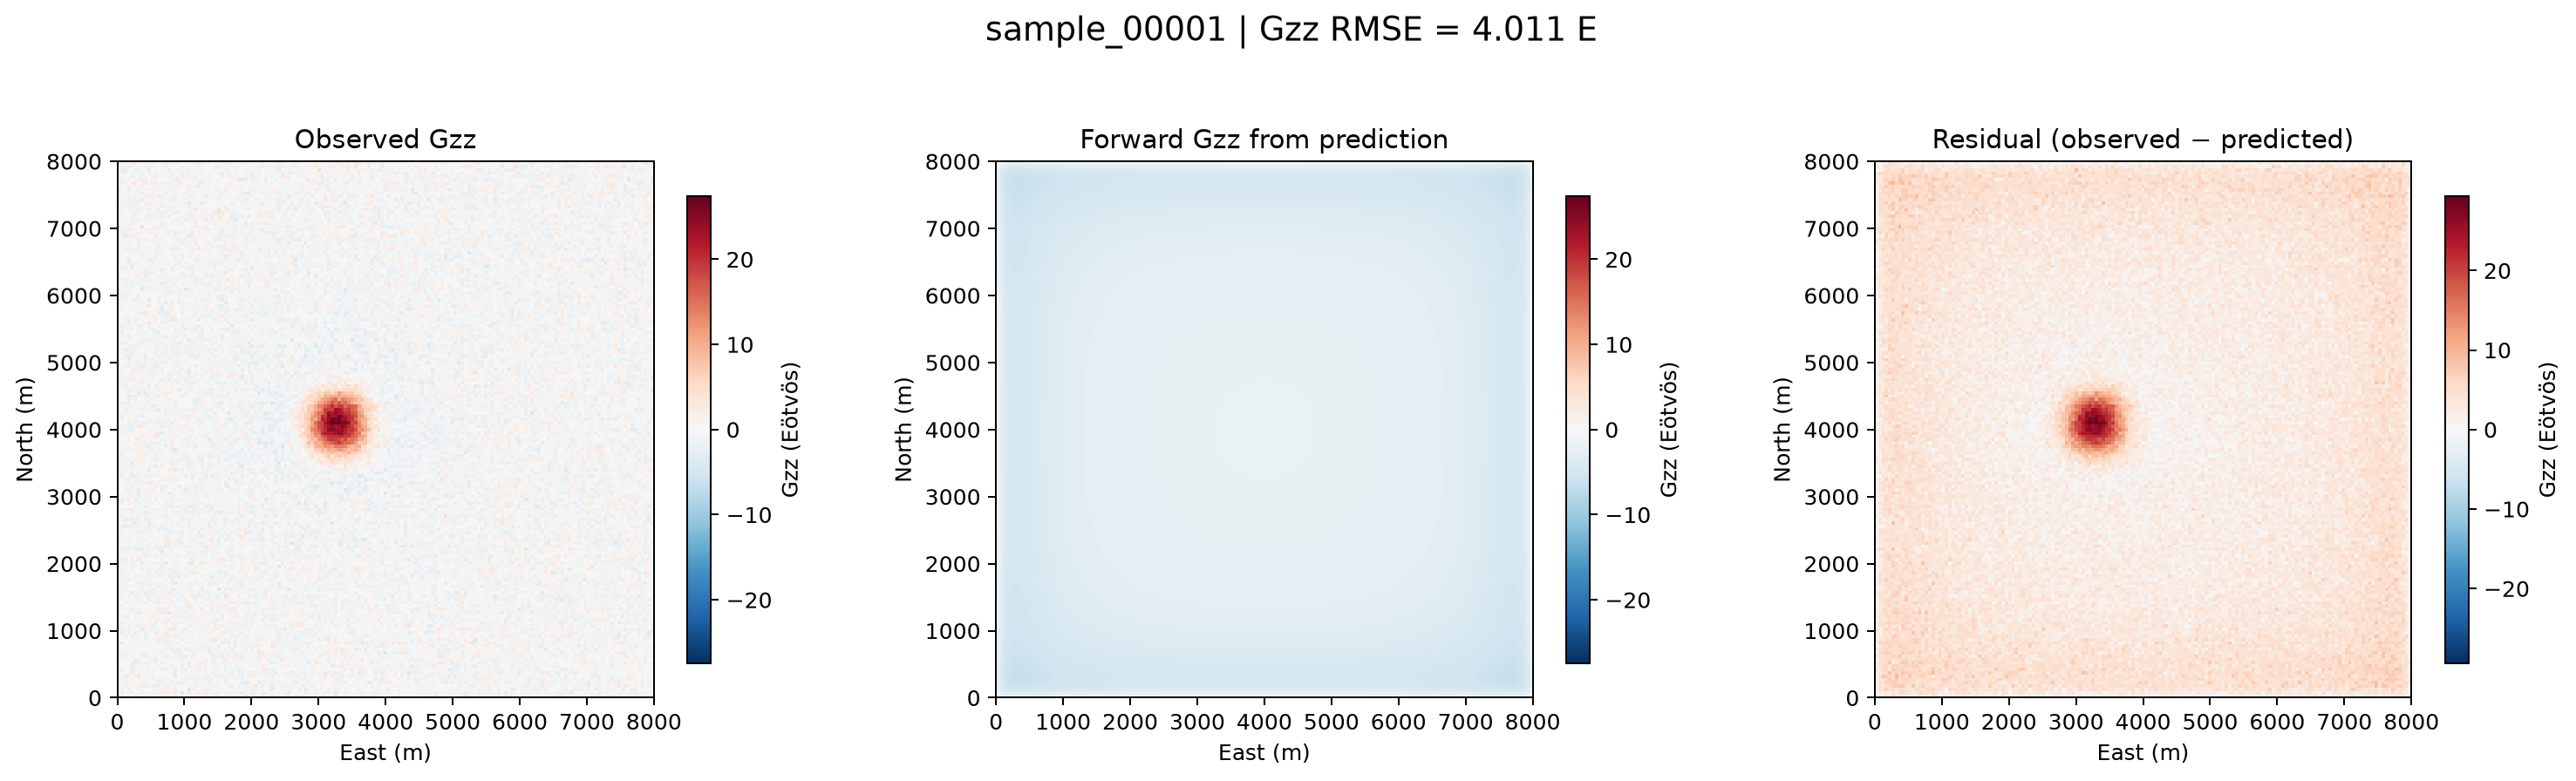 sample_00001 | Gzz RMSE = 4.011 E
Observed Gzz
8000
7000
6000
5000
4000
3000
2000
1000
0
North (m)
0 1000 2000 3000 4000 5000 6000 7000 8000
East (m)
20
10
0
−10
−20
Gzz (Eötvös)
Forward Gzz from prediction
8000
7000
6000
5000
4000
3000
2000
1000
0
North (m)
0 1000 2000 3000 4000 5000 6000 7000 8000
East (m)
20
10
0
−10
−20
Gzz (Eötvös)
Residual (observed − predicted)
8000
7000
6000
5000
4000
3000
2000
1000
0
North (m)
0 1000 2000 3000 4000 5000 6000 7000 8000
East (m)
20
10
0
−10
−20
Gzz (Eötvös)